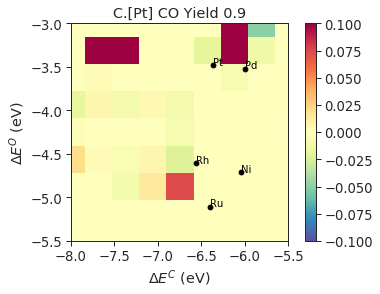 C.[Pt] CO Yield 0.9
ΔE^O (eV)
−3.0
−3.5
−4.0
−4.5
−5.0
−5.5
Pt
Pd
Rh
Ni
Ru
−8.0 −7.5 −7.0 −6.5 −6.0 −5.5
ΔE^C (eV)
0.100
0.075
0.050
0.025
0.000
−0.025
−0.050
−0.075
−0.100